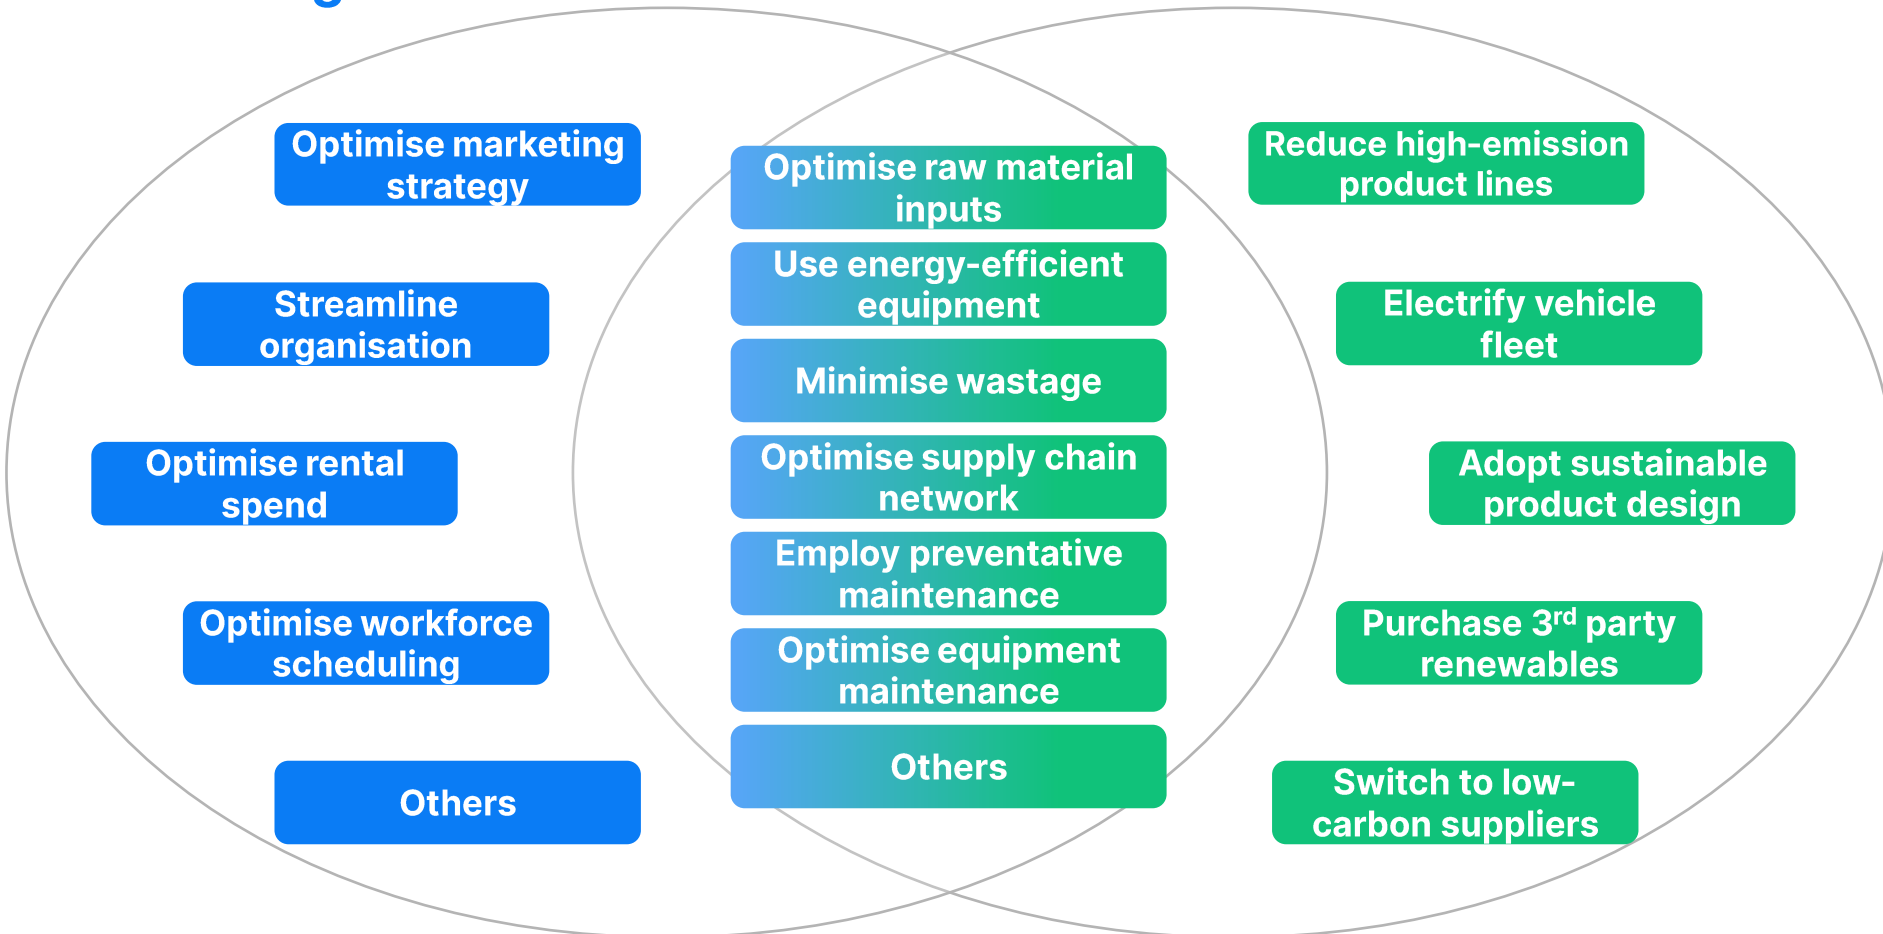 Optimise marketing
strategy
Streamline
organisation
Optimise rental
spend
Optimise workforce
scheduling
Others
Optimise raw material
inputs
Use energy-efficient
equipment
Minimise wastage
Optimise supply chain
network
Employ preventative
maintenance
Optimise equipment
maintenance
Others
Reduce high-emission
product lines
Electrify vehicle
fleet
Adopt sustainable
product design
Purchase 3rd party
renewables
Switch to low-
carbon suppliers